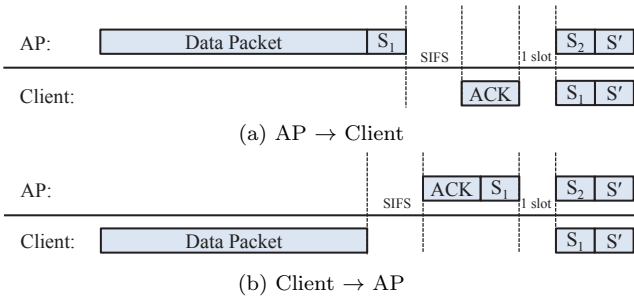 AP: Data Packet S₁ S₂ S′
SIFS 1 slot
Client: ACK S₁ S′
(a) AP → Client
AP: ACK S₁ S₂ S′
SIFS 1 slot
Client: Data Packet S₁ S′
(b) Client → AP